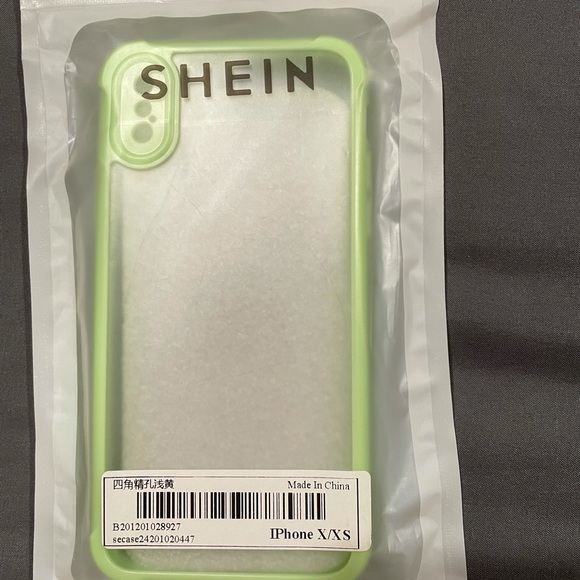 SHEIN
四角精孔浅黄 Made In China
B201201028927
secase24201020447 IPhone X/XS